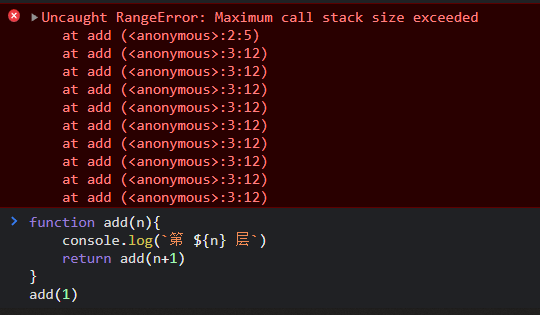 Uncaught RangeError: Maximum call stack size exceeded
    at add (<anonymous>:2:5)
    at add (<anonymous>:3:12)
    at add (<anonymous>:3:12)
    at add (<anonymous>:3:12)
    at add (<anonymous>:3:12)
    at add (<anonymous>:3:12)
    at add (<anonymous>:3:12)
    at add (<anonymous>:3:12)
    at add (<anonymous>:3:12)
    at add (<anonymous>:3:12)
function add(n){
    console.log(`第 ${n} 层`)
    return add(n+1)
}
add(1)